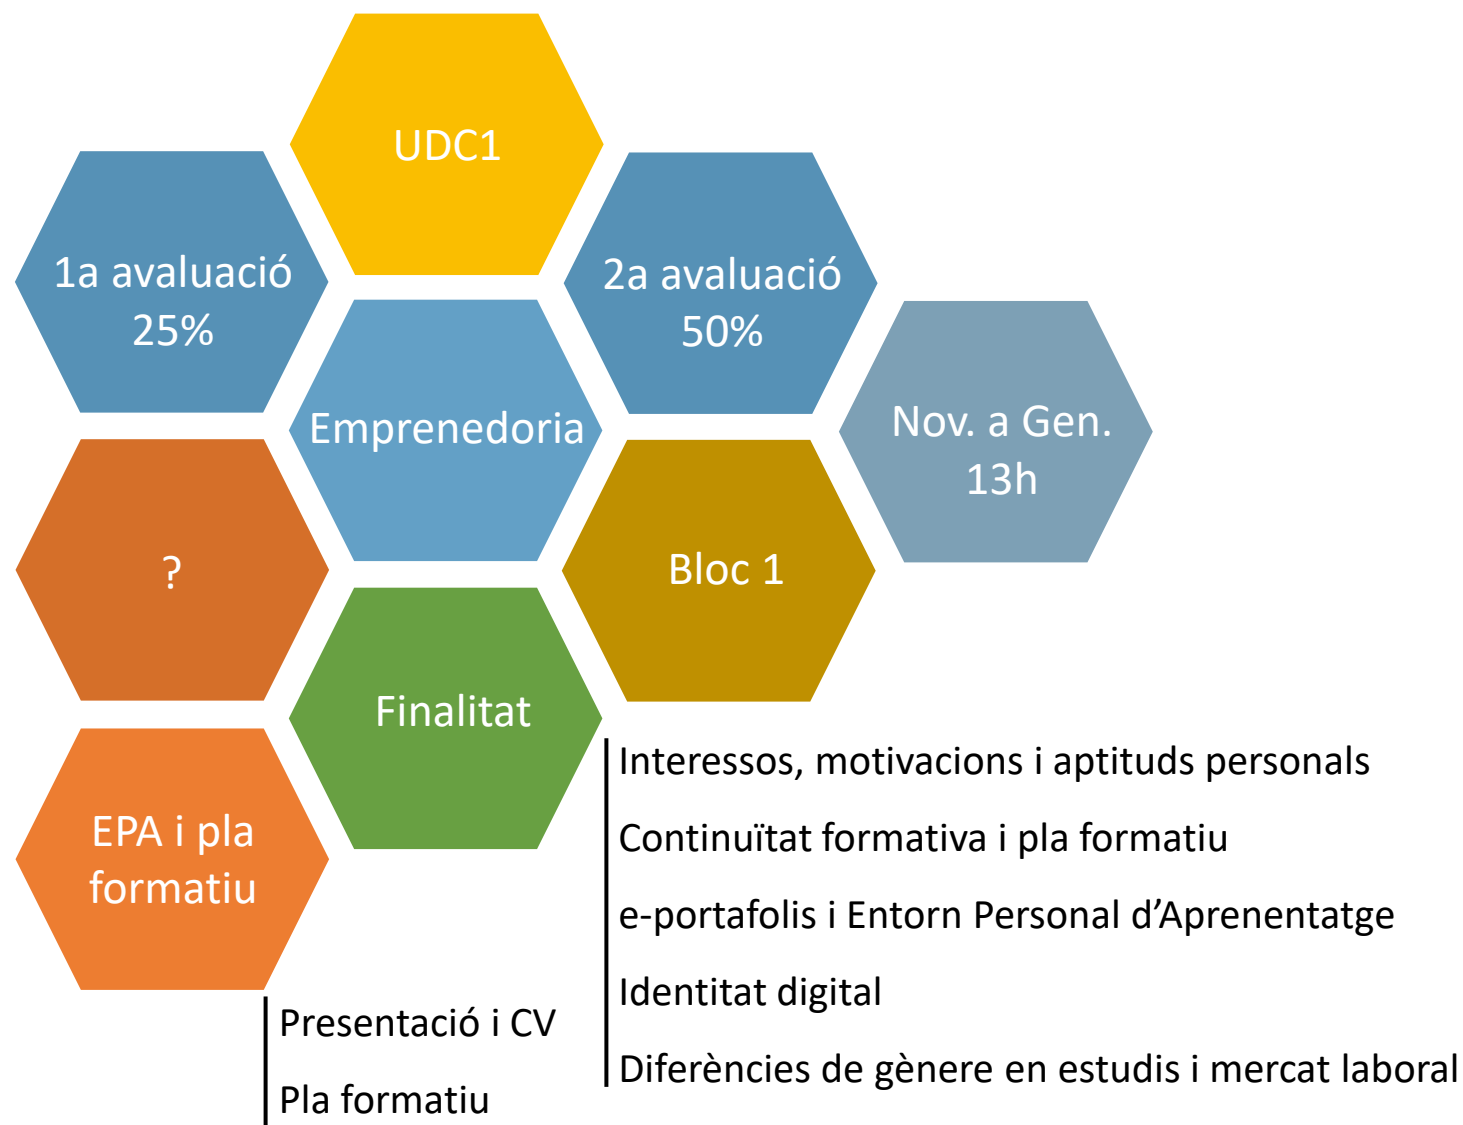 UDC1
1a avaluació
25%
2a avaluació
50%
Emprenedoria
Nov. a Gen.
13h
?
Bloc 1
Finalitat
EPA i pla
formatiu
Interessos, motivacions i aptituds personals
Continuïtat formativa i pla formatiu
e-portafolis i Entorn Personal d’Aprenentatge
Identitat digital
Diferències de gènere en estudis i mercat laboral
Presentació i CV
Pla formatiu